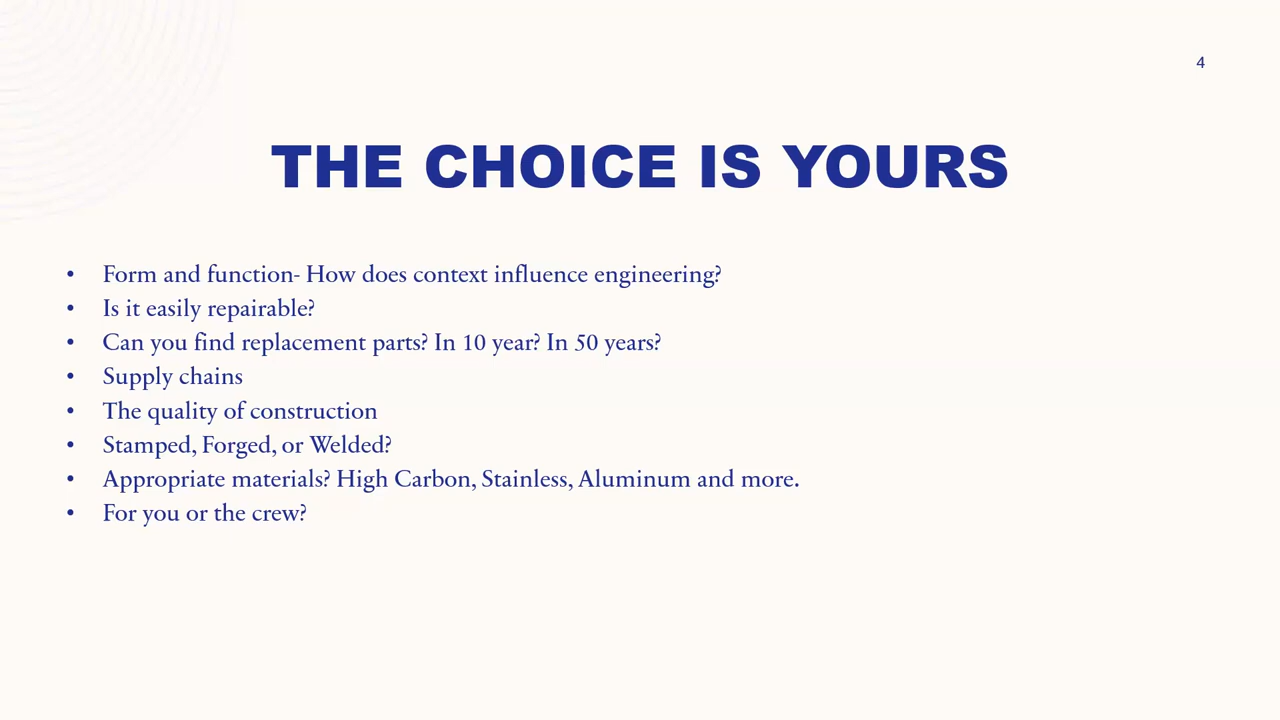 4
THE CHOICE IS YOURS
• Form and function- How does context influence engineering?
• Is it easily repairable?
• Can you find replacement parts? In 10 year? In 50 years?
• Supply chains
• The quality of construction
• Stamped, Forged, or Welded?
• Appropriate materials? High Carbon, Stainless, Aluminum and more.
• For you or the crew?